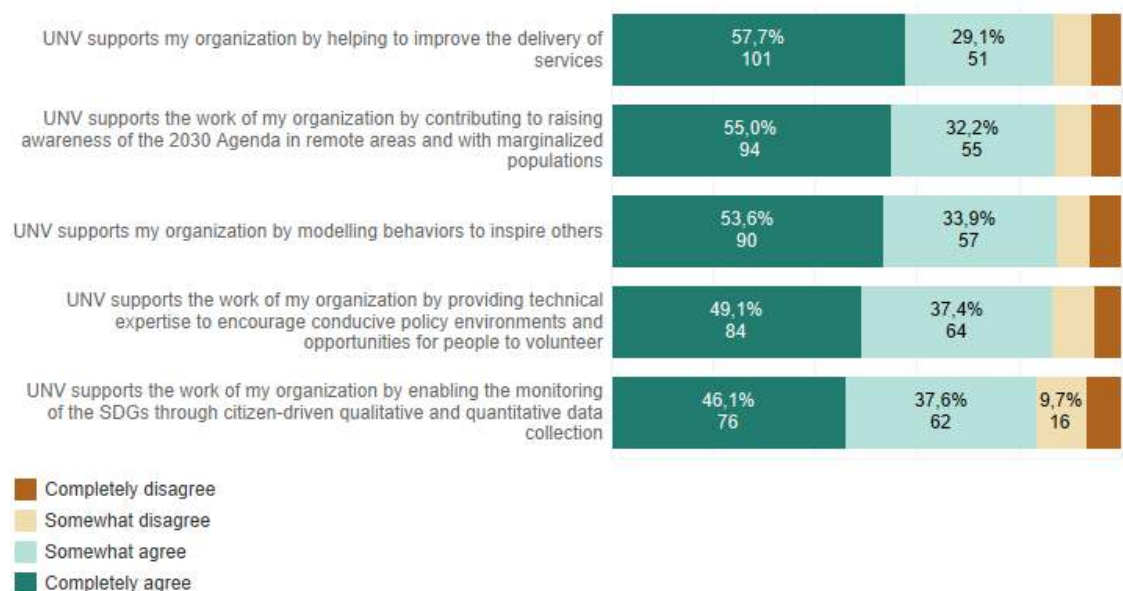 UNV supports my organization by helping to improve the delivery of
services
57,7%
101
29,1%
51
UNV supports the work of my organization by contributing to raising
awareness of the 2030 Agenda in remote areas and with marginalized
populations
55,0%
94
32,2%
55
UNV supports my organization by modelling behaviors to inspire others
53,6%
90
33,9%
57
UNV supports the work of my organization by providing technical
expertise to encourage conducive policy environments and
opportunities for people to volunteer
49,1%
84
37,4%
64
UNV supports the work of my organization by enabling the monitoring
of the SDGs through citizen-driven qualitative and quantitative data
collection
46,1%
76
37,6%
62
9,7%
16
Completely disagree
Somewhat disagree
Somewhat agree
Completely agree